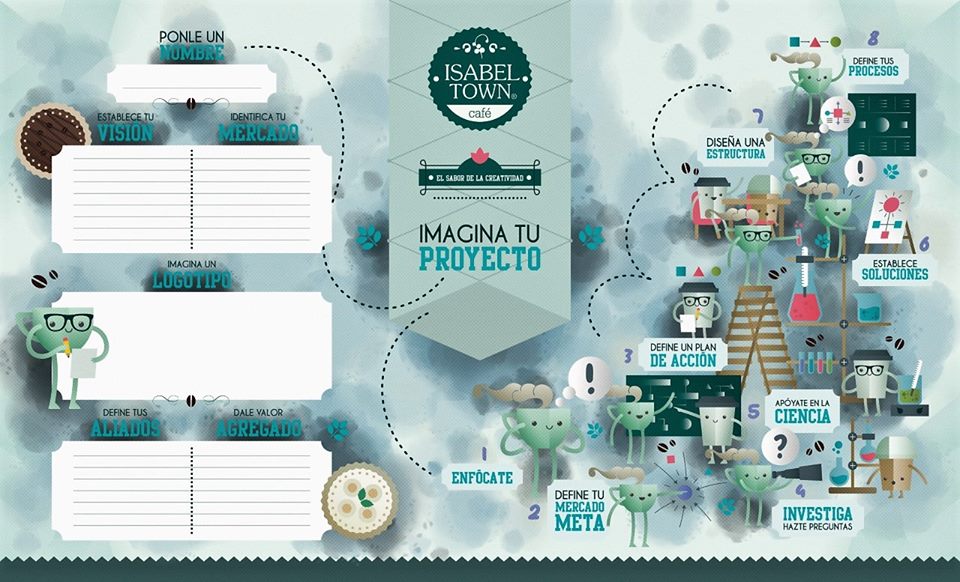 PONLE UN
NOMBRE
ESTABLECE TU
VISIÓN
IDENTIFICA TU
MERCADO
IMAGINA UN
LOGOTIPO
DEFINE TUS
ALIADOS
DALE VALOR
AGREGADO
ISABEL
TOWN®
café
EL SABOR DE LA CREATIVIDAD
IMAGINA TU
PROYECTO
1
ENFÓCATE
2
DEFINE TU
MERCADO
META
3
DEFINE UN PLAN
DE ACCIÓN
4
INVESTIGA
HAZTE PREGUNTAS
5
APÓYATE EN LA
CIENCIA
6
ESTABLECE
SOLUCIONES
7
DISEÑA UNA
ESTRUCTURA
8
DEFINE TUS
PROCESOS
!
!
?